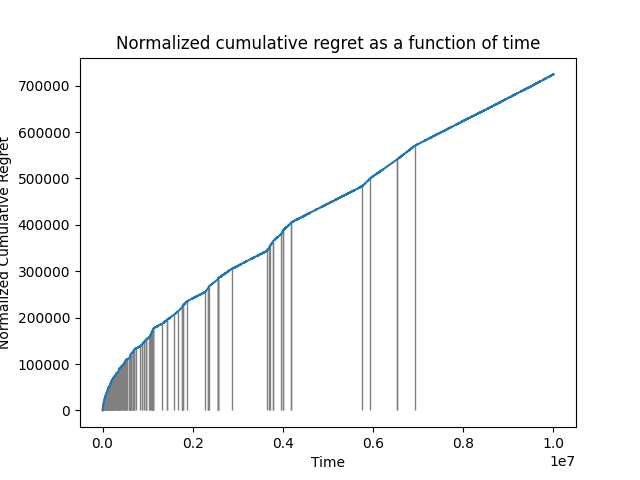 Normalized cumulative regret as a function of time
Normalized Cumulative Regret
700000
600000
500000
400000
300000
200000
100000
0
0.0 0.2 0.4 0.6 0.8 1.0
1e7
Time